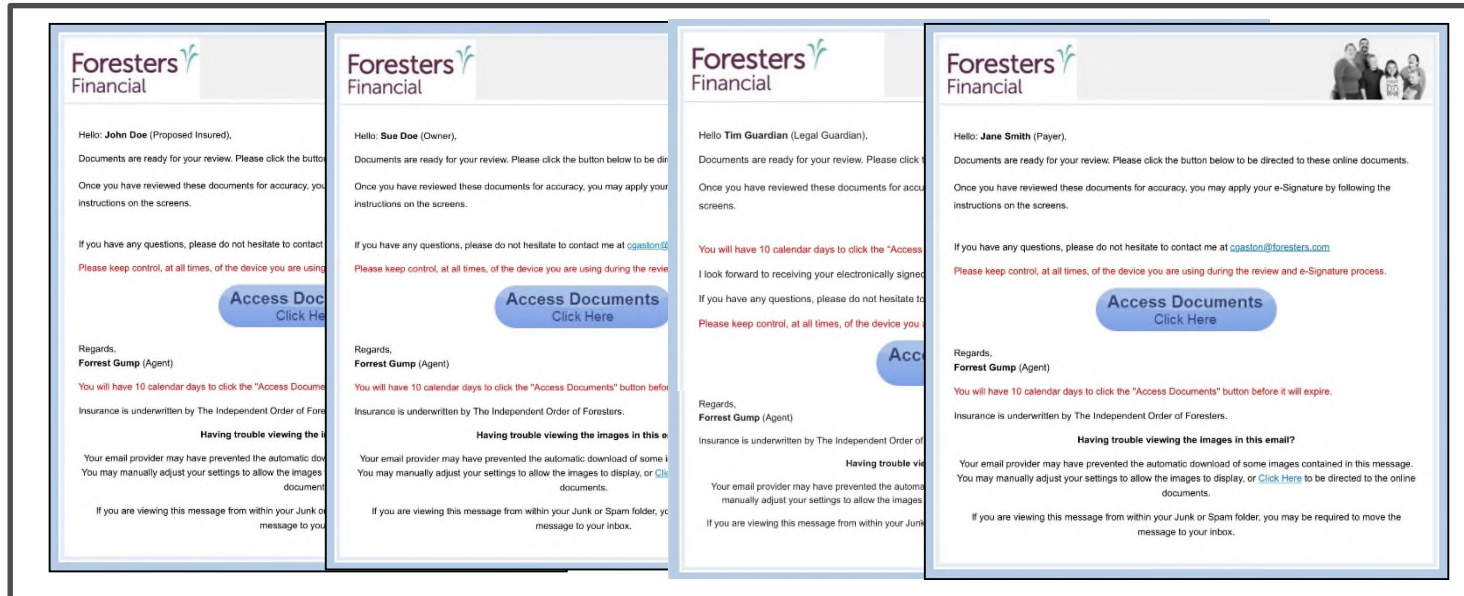 Foresters
Financial
Hello: John Doe (Proposed Insured),
Documents are ready for your review. Please click the
Once you have reviewed these documents for accuracy,
instructions on the screens.
If you have any questions, please do not hesitate to contact
Please keep control, at all times, of the device you are using
Access
Click
Regards,
Forrest Gump (Agent)
You will have 10 calendar days to click the "Access
Insurance is underwritten by The Independent Order of
Having trouble viewing the
Your email provider may have prevented the automatic
You may manually adjust your settings to allow the images
If you are viewing this message from within your Junk or
message to
Foresters
Financial
Hello: Sue Doe (Owner),
Documents are ready for your review. Please click the button below to be
Once you have reviewed these documents for accuracy, you may apply your
instructions on the screens.
If you have any questions, please do not hesitate to contact me at cgaston@
Please keep control, at all times, of the device you are using during the
Access Documents
Click Here
Regards,
Forrest Gump (Agent)
You will have 10 calendar days to click the "Access Documents" button
Insurance is underwritten by The Independent Order of Foresters.
Having trouble viewing the images in this
Your email provider may have prevented the automatic download of some
You may manually adjust your settings to allow the images to display, or
documents.
If you are viewing this message from within your Junk or Spam folder,
message to your inbox.
Foresters
Financial
Hello Tim Guardian (Legal Guardian),
Documents are ready for your review. Please click
Once you have reviewed these documents for
screens.
You will have 10 calendar days to click the "Access
I look forward to receiving your electronically signed
If you have any questions, please do not hesitate to
Please keep control, at all times, of the device you
Regards,
Forrest Gump (Agent)
Insurance is underwritten by The Independent Order of
Having trouble
Your email provider may have prevented the
manually adjust your settings to allow the images
If you are viewing this message from within your Junk
Foresters
Financial
Hello: Jane Smith (Payer),
Documents are ready for your review. Please click the button below to be directed to these online documents.
Once you have reviewed these documents for accuracy, you may apply your e-Signature by following the
instructions on the screens.
If you have any questions, please do not hesitate to contact me at cgaston@foresters.com
Please keep control, at all times, of the device you are using during the review and e-Signature process.
Access Documents
Click Here
Regards,
Forrest Gump (Agent)
You will have 10 calendar days to click the "Access Documents" button before it will expire.
Insurance is underwritten by The Independent Order of Foresters.
Having trouble viewing the images in this email?
Your email provider may have prevented the automatic download of some images contained in this message.
You may manually adjust your settings to allow the images to display, or Click Here to be directed to the online
documents.
If you are viewing this message from within your Junk or Spam folder, you may be required to move the
message to your inbox.